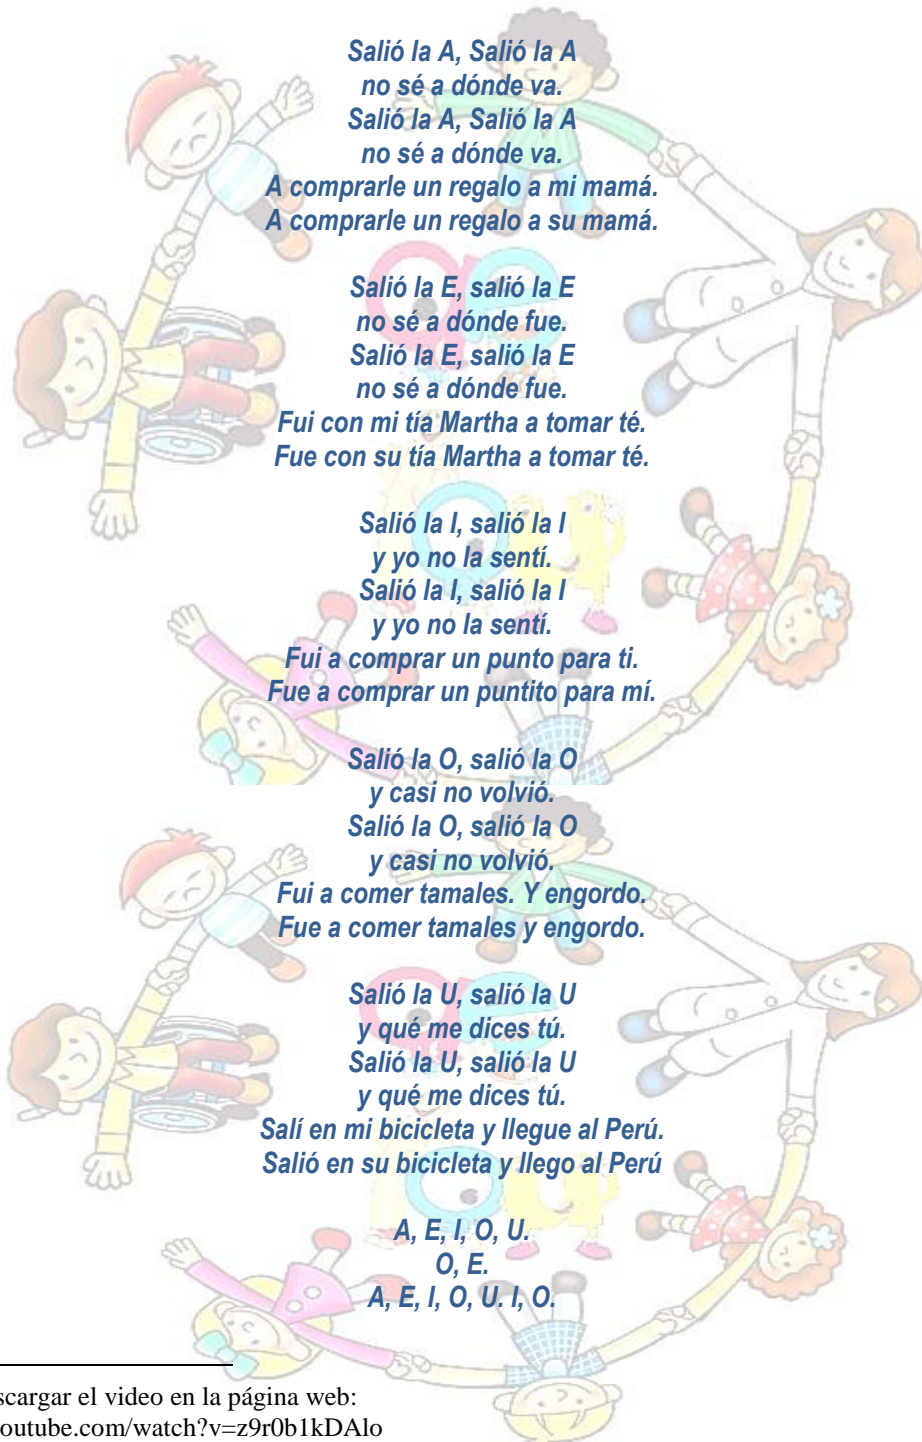 Salió la A, Salió la A
no sé a dónde va.
Salió la A, Salió la A
no sé a dónde va.
A comprarle un regalo a mi mamá.
A comprarle un regalo a su mamá.
Salió la E, salió la E
no sé a dónde fue.
Salió la E, salió la E
no sé a dónde fue.
Fui con mi tía Martha a tomar té.
Fue con su tía Martha a tomar té.
Salió la I, salió la I
y yo no la sentí.
Salió la I, salió la I
y yo no la sentí.
Fui a comprar un punto para ti.
Fue a comprar un puntito para mí.
Salió la O, salió la O
y casi no volvió.
Salió la O, salió la O
y casi no volvió.
Fui a comer tamales. Y engordo.
Fue a comer tamales y engordo.
Salió la U, salió la U
y qué me dices tú.
Salió la U, salió la U
y qué me dices tú.
Salí en mi bicicleta y llegue al Perú.
Salió en su bicicleta y llego al Perú
A, E, I, O, U.
O, E.
A, E, I, O, U. I, O.
scargar el video en la página web:
outube.com/watch?v=z9r0b1kDAlo